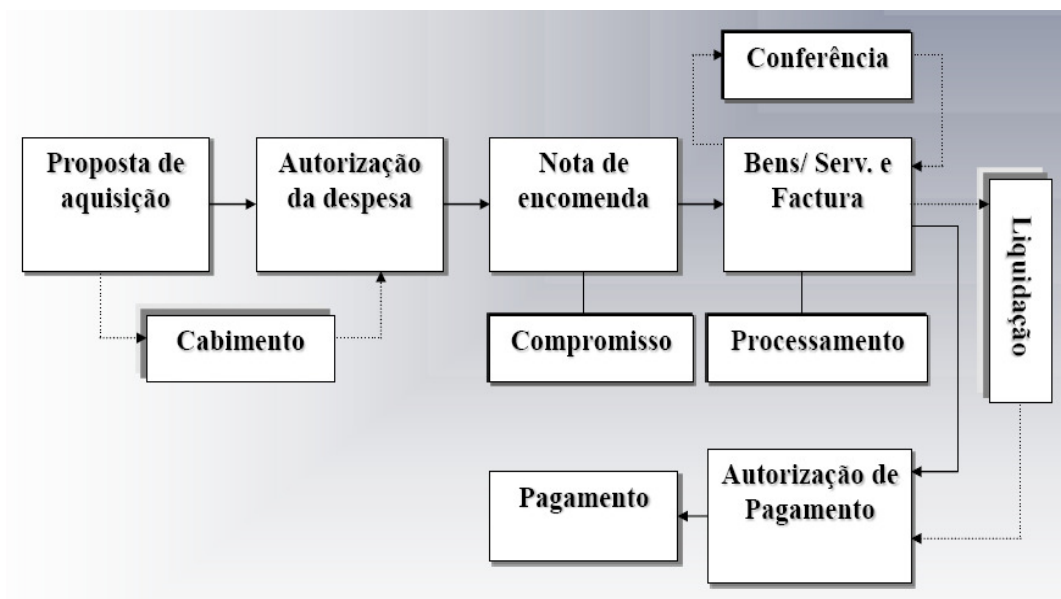 Conferência
Proposta de
aquisição
Autorização
da despesa
Nota de
encomenda
Bens/ Serv. e
Factura
Liquidação
Cabimento
Compromisso
Processamento
Pagamento
Autorização de
Pagamento